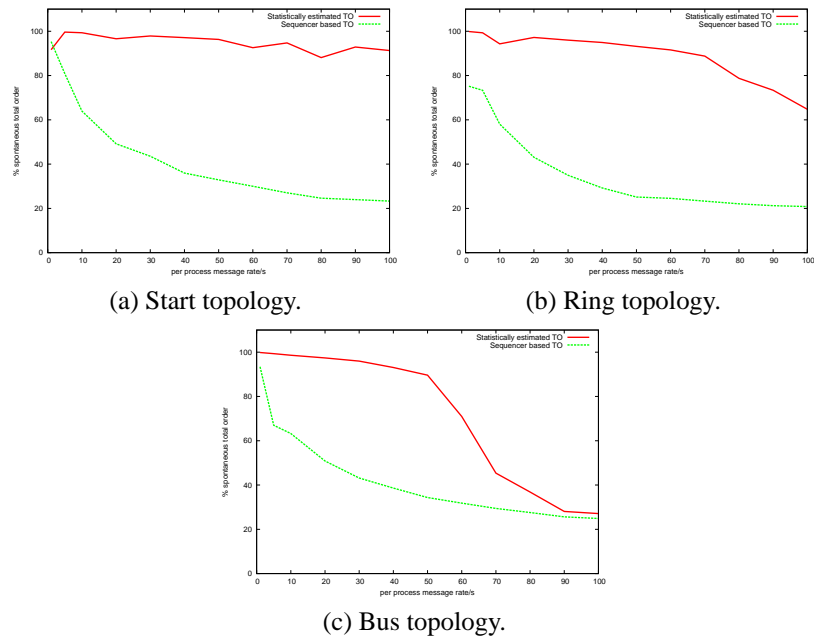 Statistically estimated TO
Sequencer based TO
100
80
60
40
20
0
% spontaneous total order
0 10 20 30 40 50 60 70 80 90 100
per process message rate/s
(a) Start topology.
Statistically estimated TO
Sequencer based TO
100
80
60
40
20
0
% spontaneous total order
0 10 20 30 40 50 60 70 80 90 100
per process message rate/s
(b) Ring topology.
Statistically estimated TO
Sequencer based TO
100
80
60
40
20
0
% spontaneous total order
0 10 20 30 40 50 60 70 80 90 100
per process message rate/s
(c) Bus topology.